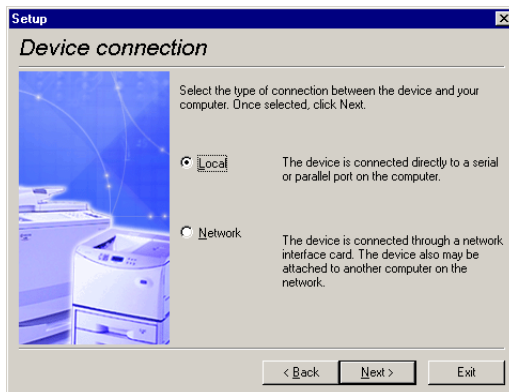 Setup
Device connection
Select the type of connection between the device and your
computer. Once selected, click Next.
Local
The device is connected directly to a serial
or parallel port on the computer.
Network
The device is connected through a network
interface card. The device also may be
attached to another computer on the
network.
< Back
Next >
Exit